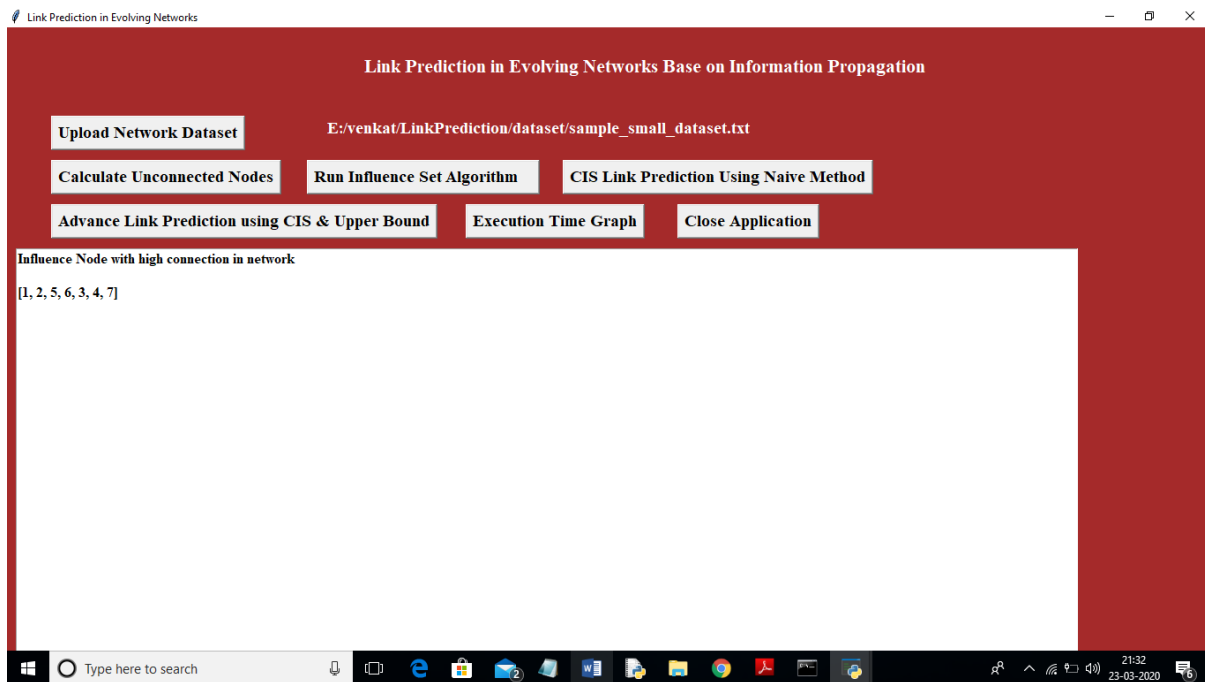 Link Prediction in Evolving Networks
Link Prediction in Evolving Networks Base on Information Propagation
Upload Network Dataset
E:/venkat/LinkPrediction/dataset/sample_small_dataset.txt
Calculate Unconnected Nodes
Run Influence Set Algorithm
CIS Link Prediction Using Naive Method
Advance Link Prediction using CIS & Upper Bound
Execution Time Graph
Close Application
Influence Node with high connection in network
[1, 2, 5, 6, 3, 4, 7]
Type here to search
2
21:32
23-03-2020
6